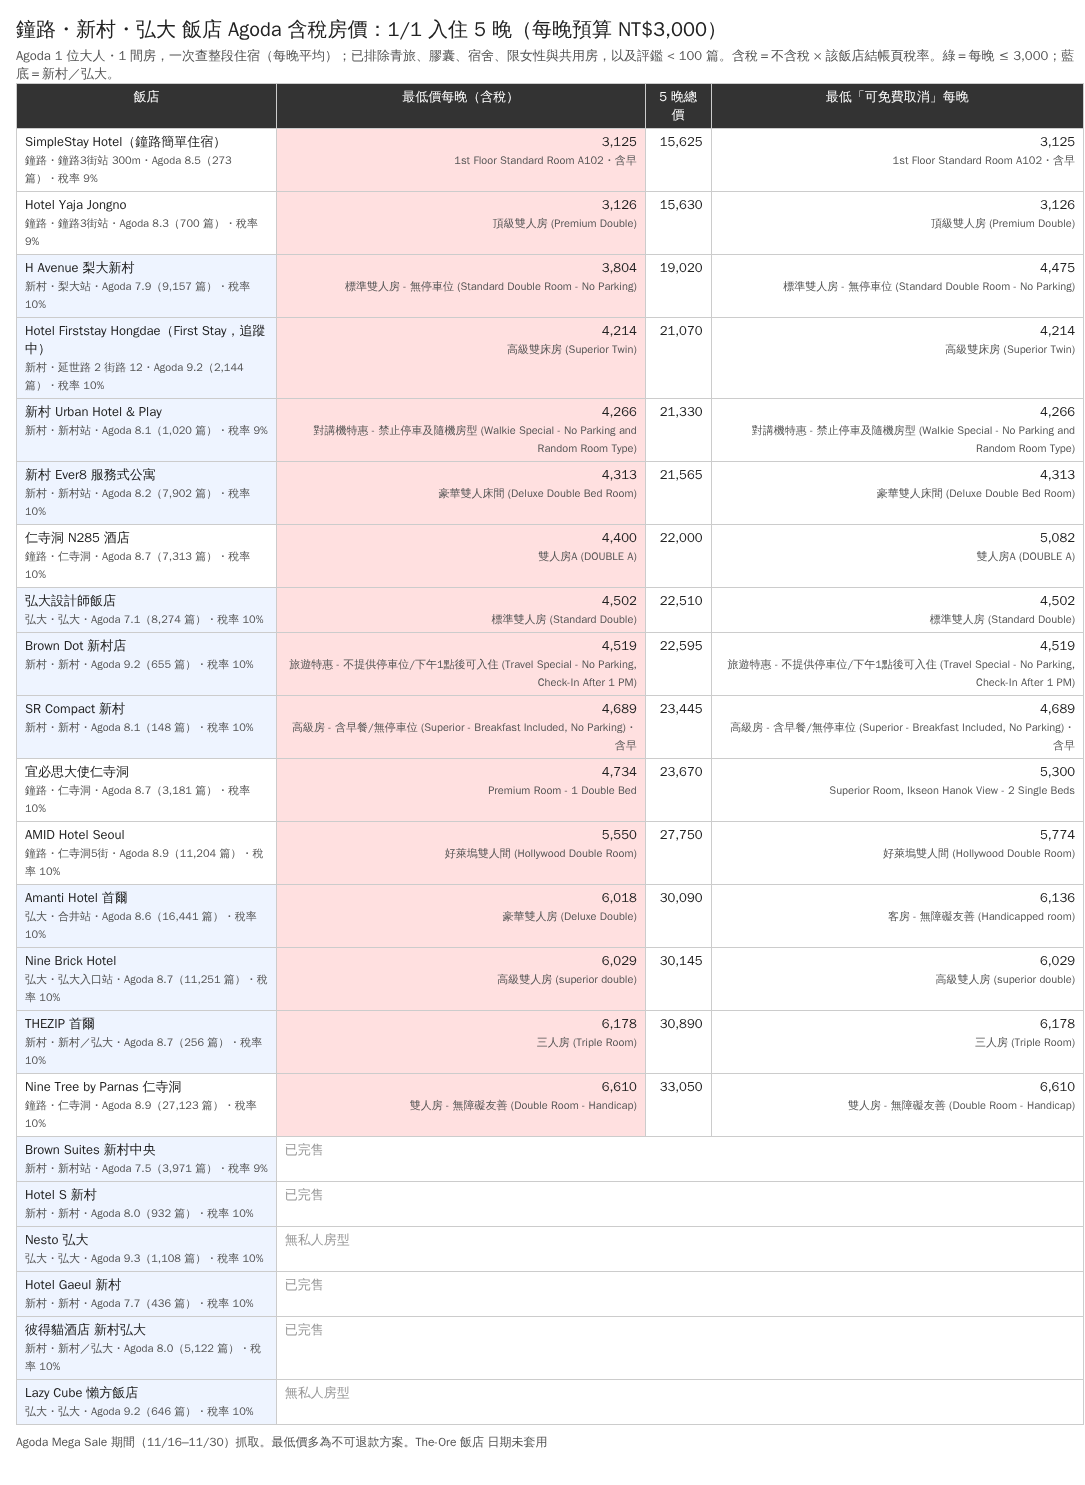 鐘路・新村・弘大 飯店 Agoda 含稅房價：1/1 入住 5 晚（每晚預算 NT$3,000）
Agoda 1 位大人・1 間房，一次查整段住宿（每晚平均）；已排除青旅、膠囊、宿舍、限女性與共用房，以及評鑑 < 100 篇。含稅＝不含稅 × 該飯店結帳頁稅率。綠＝每晚 ≤ 3,000；藍
底＝新村／弘大。
飯店
最低價每晚（含稅）
5 晚總
價
最低「可免費取消」每晚
SimpleStay Hotel（鐘路簡單住宿）
鐘路・鐘路3街站 300m・Agoda 8.5（273
篇）・稅率 9%
3,125
1st Floor Standard Room A102・含早
15,625
3,125
1st Floor Standard Room A102・含早
Hotel Yaja Jongno
鐘路・鐘路3街站・Agoda 8.3（700 篇）・稅率
9%
3,126
頂級雙人房 (Premium Double)
15,630
3,126
頂級雙人房 (Premium Double)
H Avenue 梨大新村
新村・梨大站・Agoda 7.9（9,157 篇）・稅率
10%
3,804
標準雙人房 - 無停車位 (Standard Double Room - No Parking)
19,020
4,475
標準雙人房 - 無停車位 (Standard Double Room - No Parking)
Hotel Firststay Hongdae（First Stay，追蹤
中）
新村・延世路 2 街路 12・Agoda 9.2（2,144
篇）・稅率 10%
4,214
高級雙床房 (Superior Twin)
21,070
4,214
高級雙床房 (Superior Twin)
新村 Urban Hotel & Play
新村・新村站・Agoda 8.1（1,020 篇）・稅率 9%
4,266
對講機特惠 - 禁止停車及隨機房型 (Walkie Special - No Parking and
Random Room Type)
21,330
4,266
對講機特惠 - 禁止停車及隨機房型 (Walkie Special - No Parking and
Random Room Type)
新村 Ever8 服務式公寓
新村・新村站・Agoda 8.2（7,902 篇）・稅率
10%
4,313
豪華雙人床間 (Deluxe Double Bed Room)
21,565
4,313
豪華雙人床間 (Deluxe Double Bed Room)
仁寺洞 N285 酒店
鐘路・仁寺洞・Agoda 8.7（7,313 篇）・稅率
10%
4,400
雙人房A (DOUBLE A)
22,000
5,082
雙人房A (DOUBLE A)
弘大設計師飯店
弘大・弘大・Agoda 7.1（8,274 篇）・稅率 10%
4,502
標準雙人房 (Standard Double)
22,510
4,502
標準雙人房 (Standard Double)
Brown Dot 新村店
新村・新村・Agoda 9.2（655 篇）・稅率 10%
4,519
旅遊特惠 - 不提供停車位/下午1點後可入住 (Travel Special - No Parking,
Check-In After 1 PM)
22,595
4,519
旅遊特惠 - 不提供停車位/下午1點後可入住 (Travel Special - No Parking,
Check-In After 1 PM)
SR Compact 新村
新村・新村・Agoda 8.1（148 篇）・稅率 10%
4,689
高級房 - 含早餐/無停車位 (Superior - Breakfast Included, No Parking)・
含早
23,445
4,689
高級房 - 含早餐/無停車位 (Superior - Breakfast Included, No Parking)・
含早
宜必思大使仁寺洞
鐘路・仁寺洞・Agoda 8.7（3,181 篇）・稅率
10%
4,734
Premium Room - 1 Double Bed
23,670
5,300
Superior Room, Ikseon Hanok View - 2 Single Beds
AMID Hotel Seoul
鐘路・仁寺洞5街・Agoda 8.9（11,204 篇）・稅
率 10%
5,550
好萊塢雙人間 (Hollywood Double Room)
27,750
5,774
好萊塢雙人間 (Hollywood Double Room)
Amanti Hotel 首爾
弘大・合井站・Agoda 8.6（16,441 篇）・稅率
10%
6,018
豪華雙人房 (Deluxe Double)
30,090
6,136
客房 - 無障礙友善 (Handicapped room)
Nine Brick Hotel
弘大・弘大入口站・Agoda 8.7（11,251 篇）・稅
率 10%
6,029
高級雙人房 (superior double)
30,145
6,029
高級雙人房 (superior double)
THEZIP 首爾
新村・新村／弘大・Agoda 8.7（256 篇）・稅率
10%
6,178
三人房 (Triple Room)
30,890
6,178
三人房 (Triple Room)
Nine Tree by Parnas 仁寺洞
鐘路・仁寺洞・Agoda 8.9（27,123 篇）・稅率
10%
6,610
雙人房 - 無障礙友善 (Double Room - Handicap)
33,050
6,610
雙人房 - 無障礙友善 (Double Room - Handicap)
Brown Suites 新村中央
新村・新村站・Agoda 7.5（3,971 篇）・稅率 9%
已完售
Hotel S 新村
新村・新村・Agoda 8.0（932 篇）・稅率 10%
已完售
Nesto 弘大
弘大・弘大・Agoda 9.3（1,108 篇）・稅率 10%
無私人房型
Hotel Gaeul 新村
新村・新村・Agoda 7.7（436 篇）・稅率 10%
已完售
彼得貓酒店 新村弘大
新村・新村／弘大・Agoda 8.0（5,122 篇）・稅
率 10%
已完售
Lazy Cube 懶方飯店
弘大・弘大・Agoda 9.2（646 篇）・稅率 10%
無私人房型
Agoda Mega Sale 期間（11/16–11/30）抓取。最低價多為不可退款方案。The-Ore 飯店 日期未套用